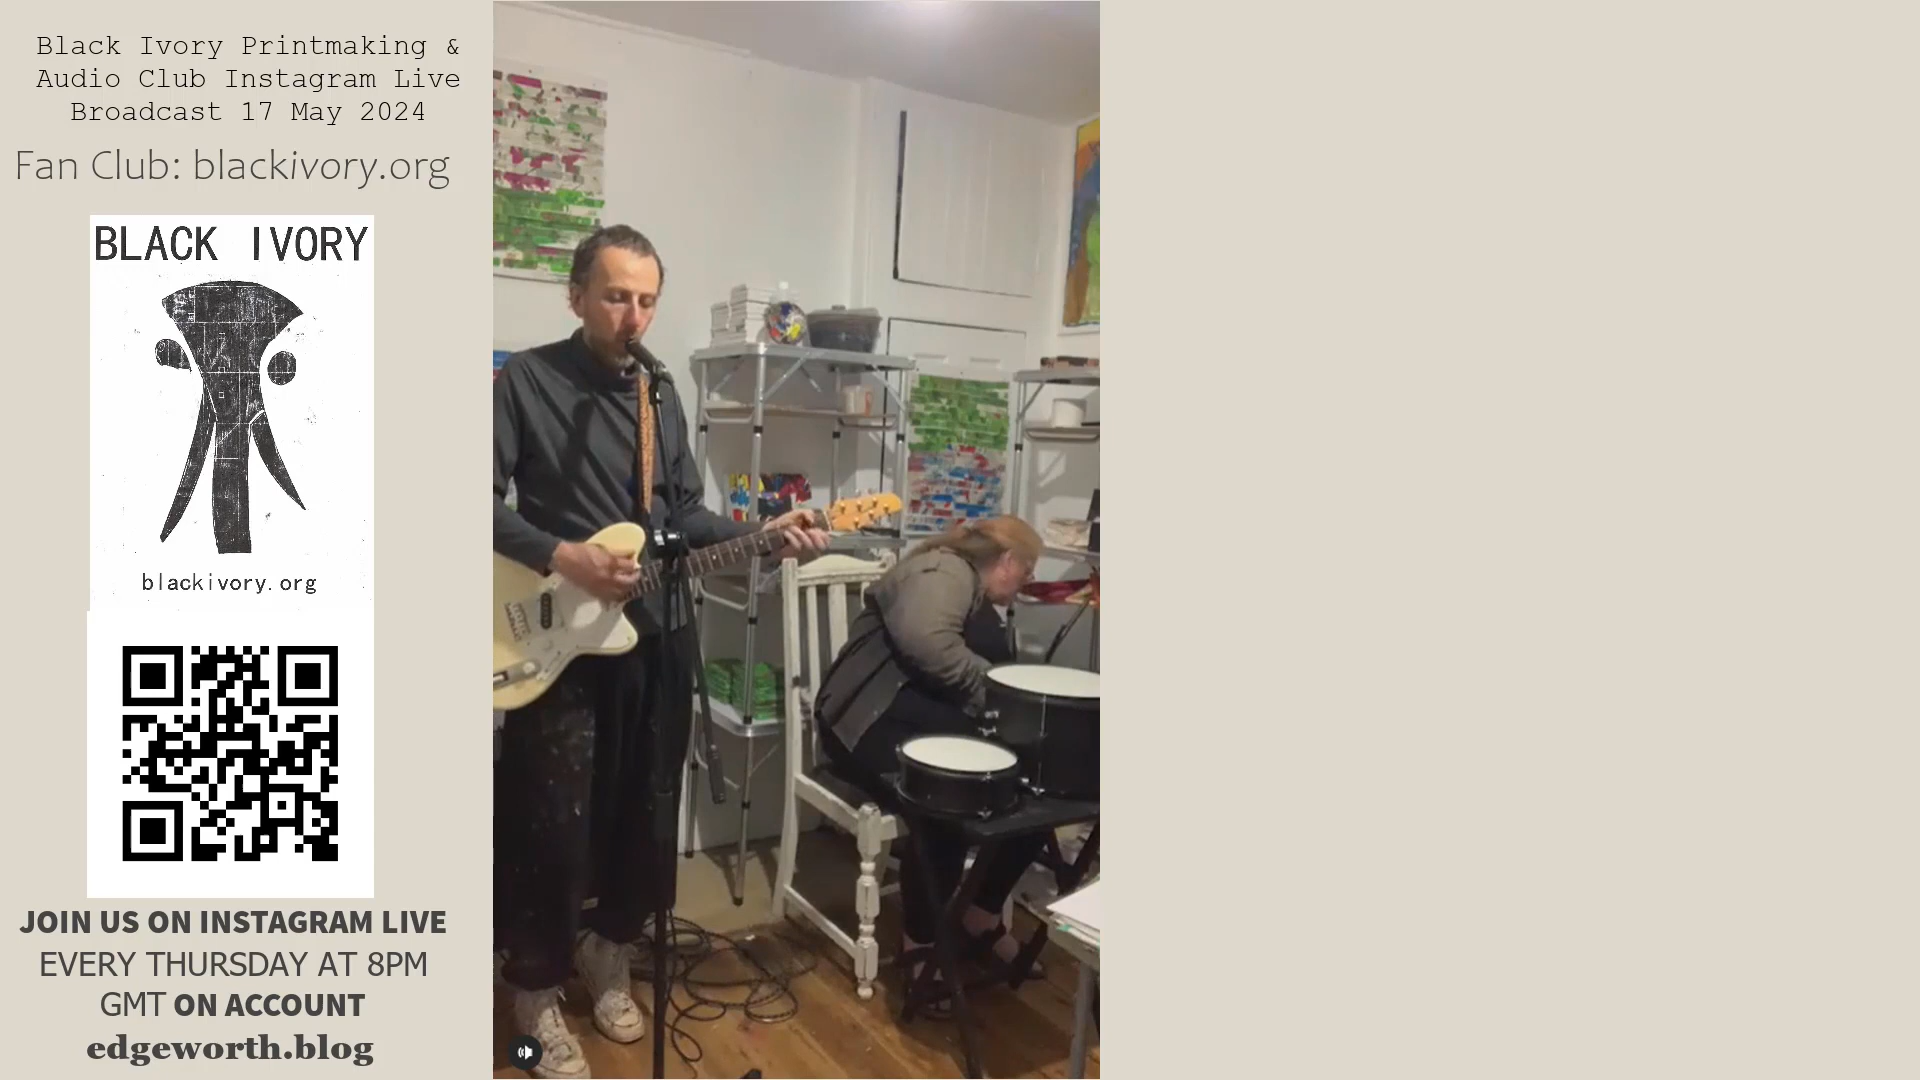 Black Ivory Printmaking &
Audio Club Instagram Live
Broadcast 17 May 2024
Fan Club: blackivory.org
BLACK IVORY
blackivory.org
JOIN US ON INSTAGRAM LIVE
EVERY THURSDAY AT 8PM
GMT ON ACCOUNT
edgeworth.blog